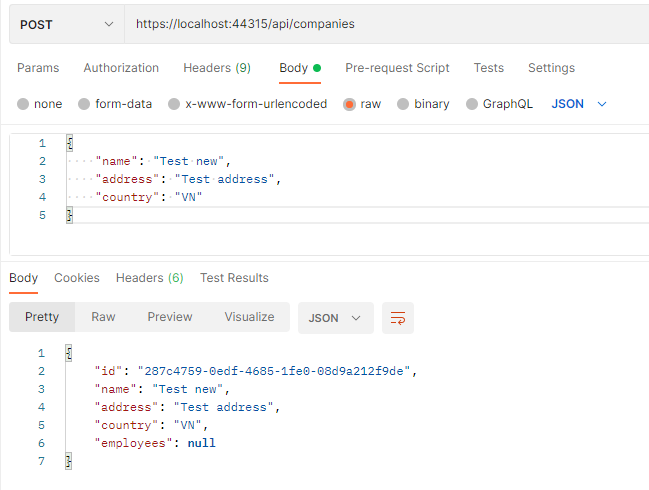 POST https://localhost:44315/api/companies
Params Authorization Headers (9) Body Pre-request Script Tests Settings
none form-data x-www-form-urlencoded raw binary GraphQL JSON
1 {
2 "name": "Test new",
3 "address": "Test address",
4 "country": "VN"
5 }
Body Cookies Headers (6) Test Results
Pretty Raw Preview Visualize JSON
1 {
2 "id": "287c4759-0edf-4685-1fe0-08d9a212f9de",
3 "name": "Test new",
4 "address": "Test address",
5 "country": "VN",
6 "employees": null
7 }